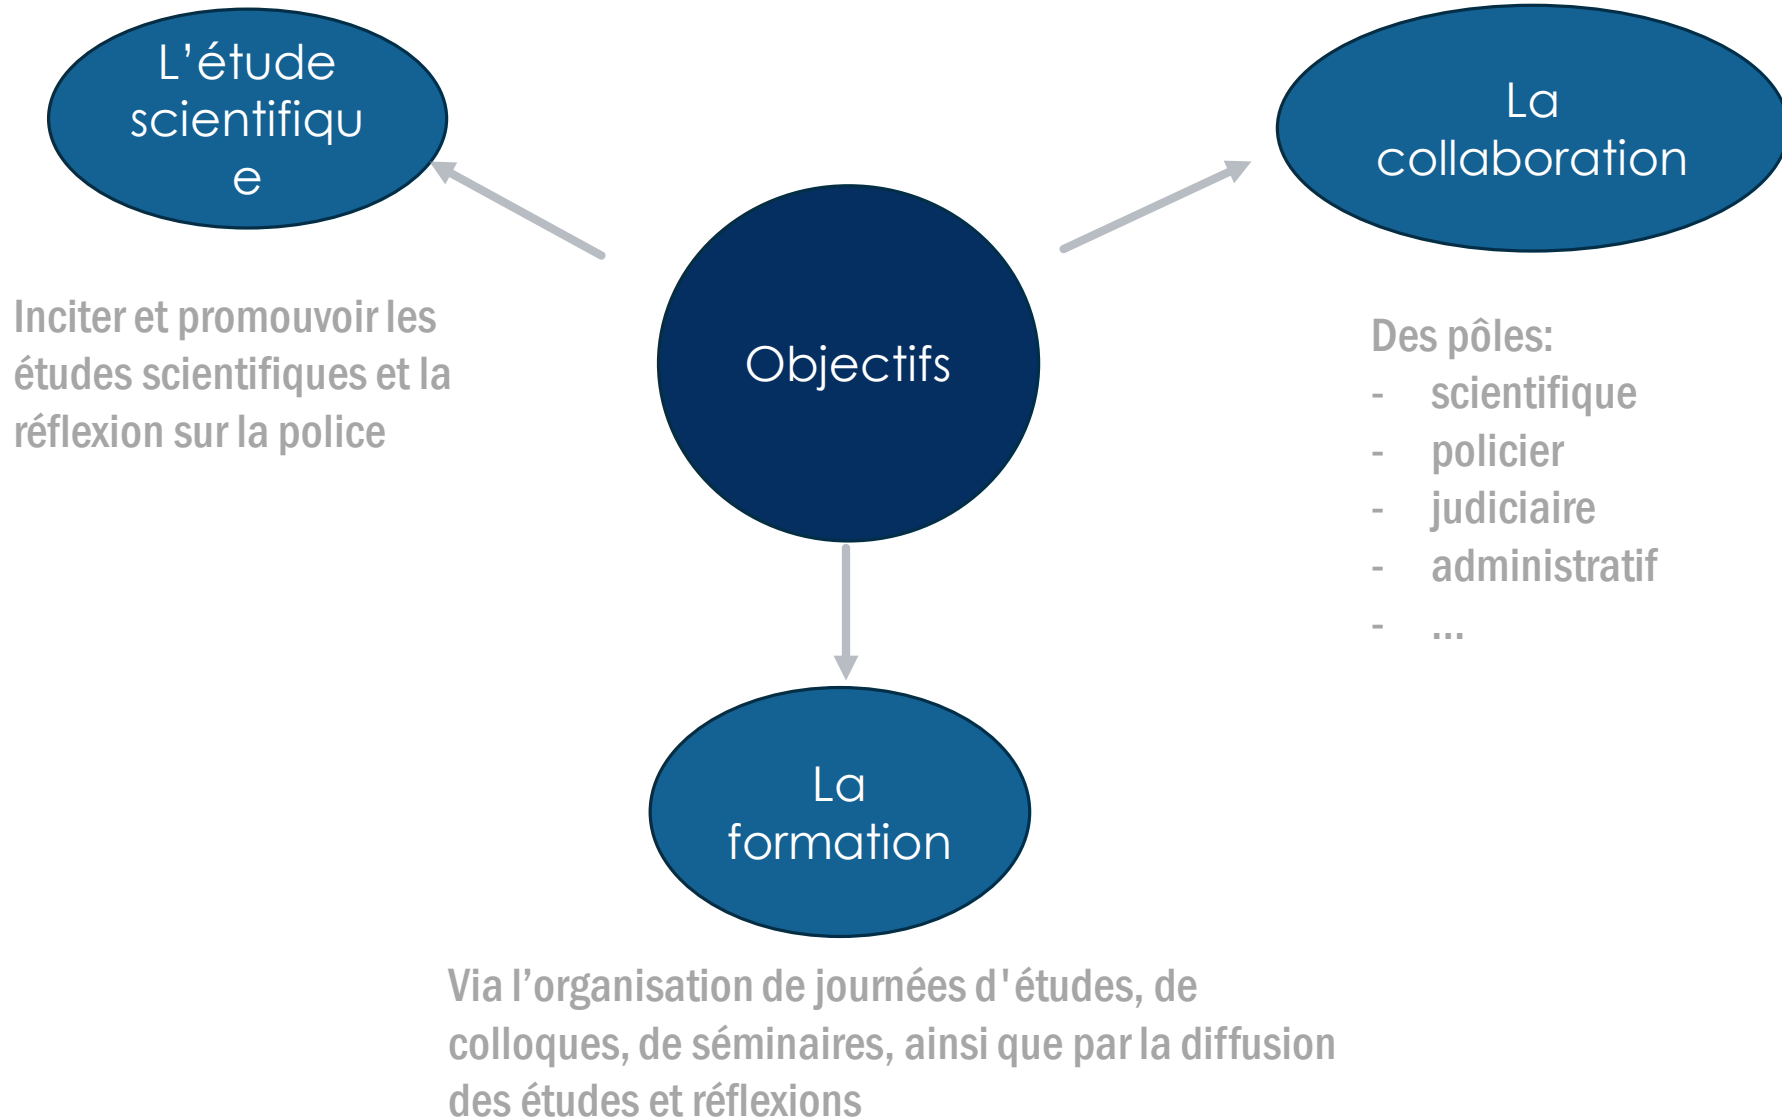 L’étude
scientifiqu
e
Inciter et promouvoir les
études scientifiques et la
réflexion sur la police
Objectifs
La
collaboration
Des pôles:
- scientifique
- policier
- judiciaire
- administratif
- ...
La
formation
Via l’organisation de journées d'études, de
colloques, de séminaires, ainsi que par la diffusion
des études et réflexions